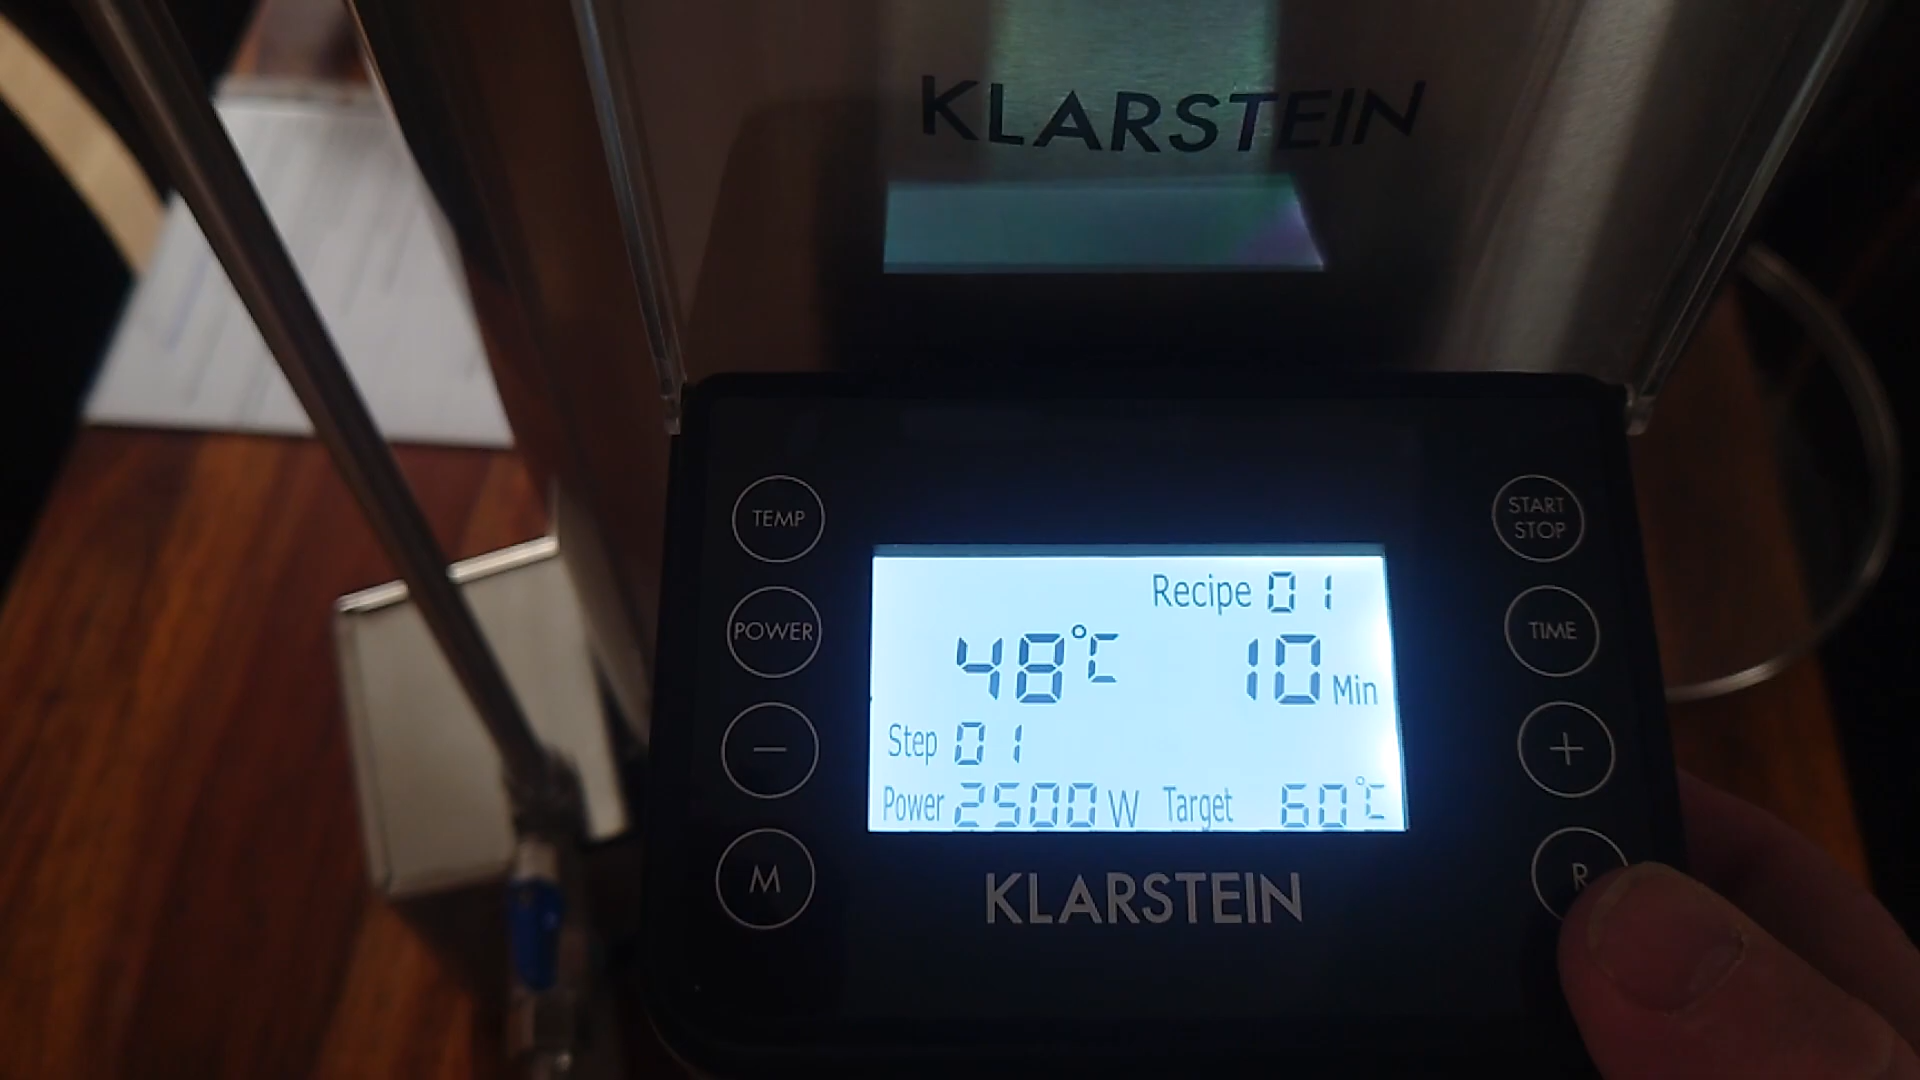 KLARSTEIN
TEMP
START
STOP
POWER
TIME
−
+
M
R
Recipe 01
48°C 10 Min
Step 01
Power 2500 W Target 60°C
KLARSTEIN